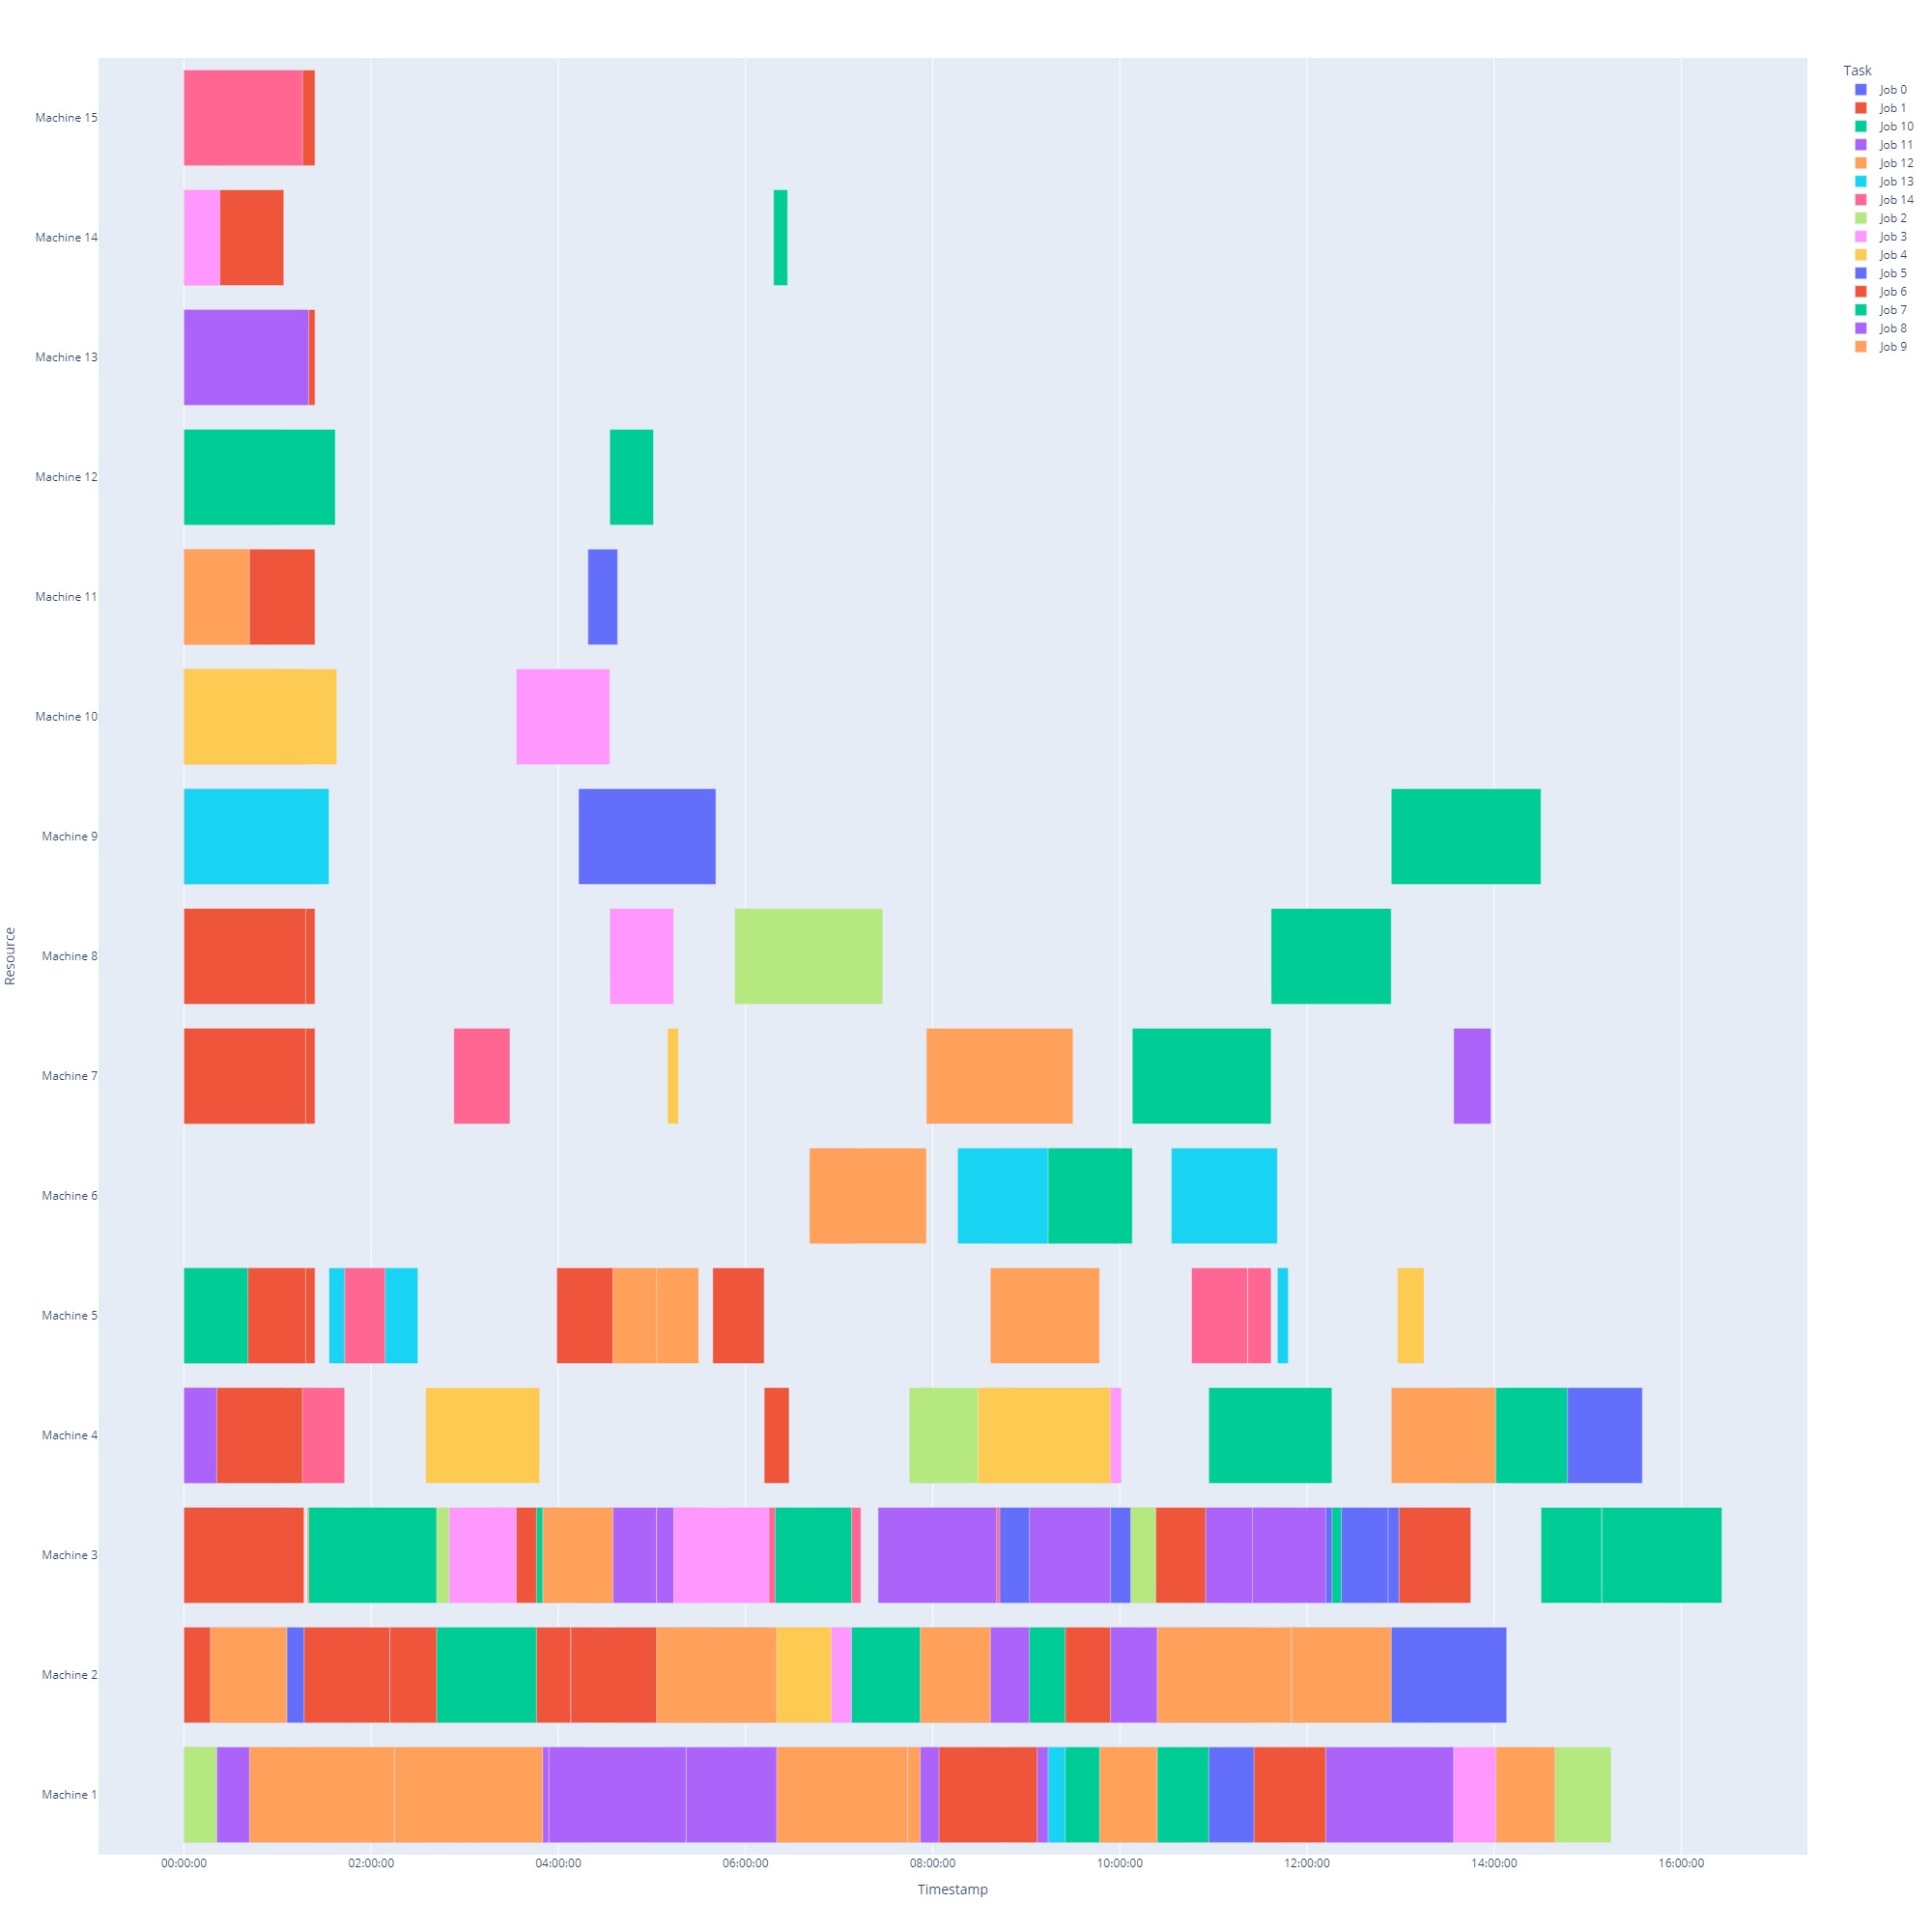 Task
Job 0
Job 1
Job 10
Job 11
Job 12
Job 13
Job 14
Job 2
Job 3
Job 4
Job 5
Job 6
Job 7
Job 8
Job 9
Resource
Machine 15
Machine 14
Machine 13
Machine 12
Machine 11
Machine 10
Machine 9
Machine 8
Machine 7
Machine 6
Machine 5
Machine 4
Machine 3
Machine 2
Machine 1
00:00:00 02:00:00 04:00:00 06:00:00 08:00:00 10:00:00 12:00:00 14:00:00 16:00:00
Timestamp